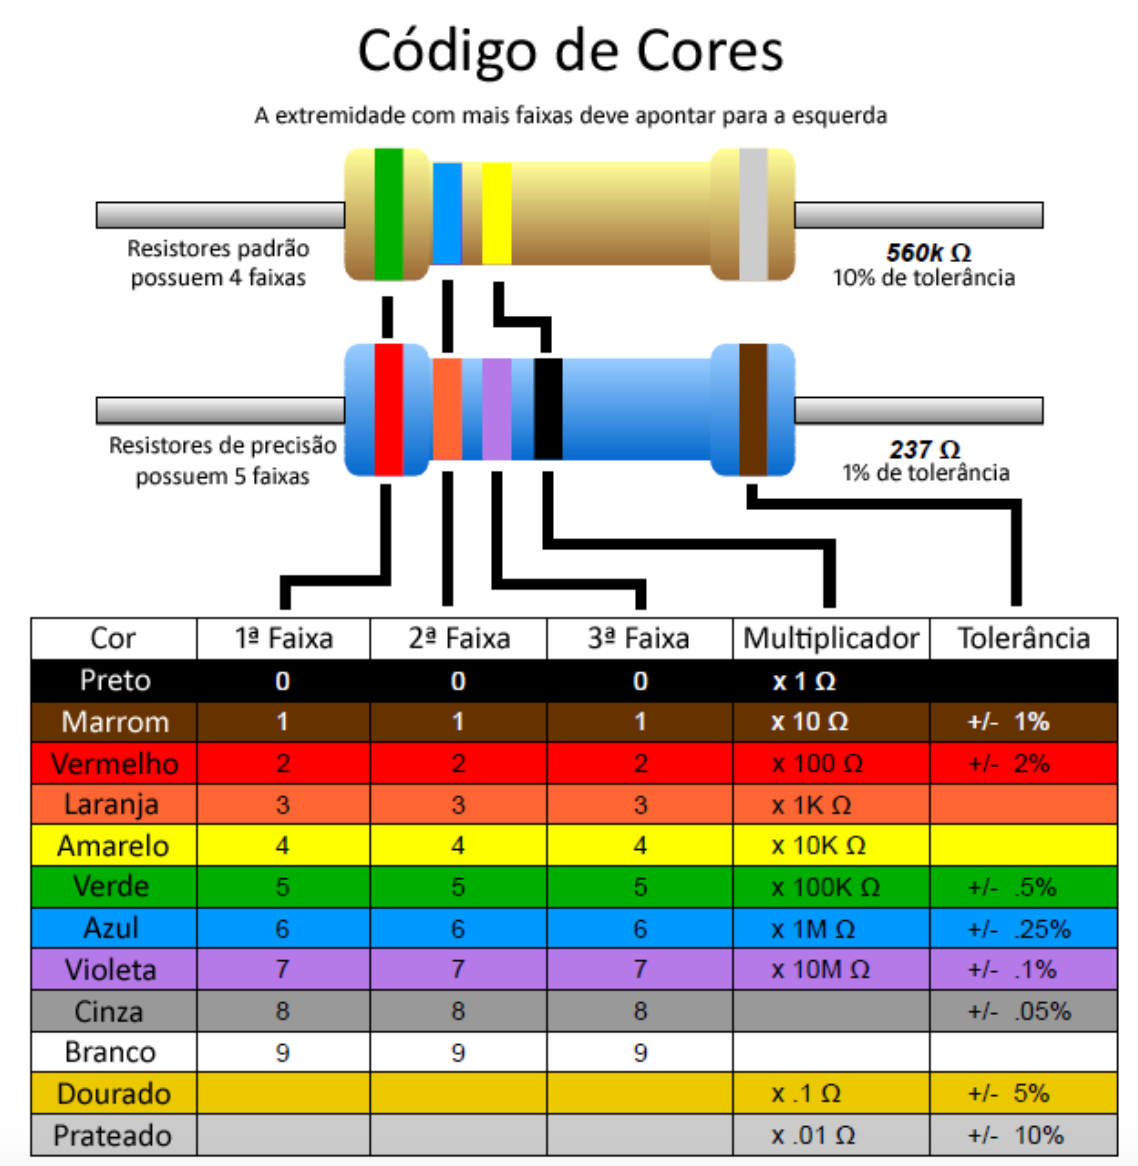 Código de Cores
A extremidade com mais faixas deve apontar para a esquerda
Resistores padrão
possuem 4 faixas
560k Ω
10% de tolerância
Resistores de precisão
possuem 5 faixas
237 Ω
1% de tolerância
Cor 1ª Faixa 2ª Faixa 3ª Faixa Multiplicador Tolerância
Preto 0 0 0 x 1 Ω
Marrom 1 1 1 x 10 Ω +/- 1%
Vermelho 2 2 2 x 100 Ω +/- 2%
Laranja 3 3 3 x 1K Ω
Amarelo 4 4 4 x 10K Ω
Verde 5 5 5 x 100K Ω +/- .5%
Azul 6 6 6 x 1M Ω +/- .25%
Violeta 7 7 7 x 10M Ω +/- .1%
Cinza 8 8 8 +/- .05%
Branco 9 9 9
Dourado x .1 Ω +/- 5%
Prateado x .01 Ω +/- 10%